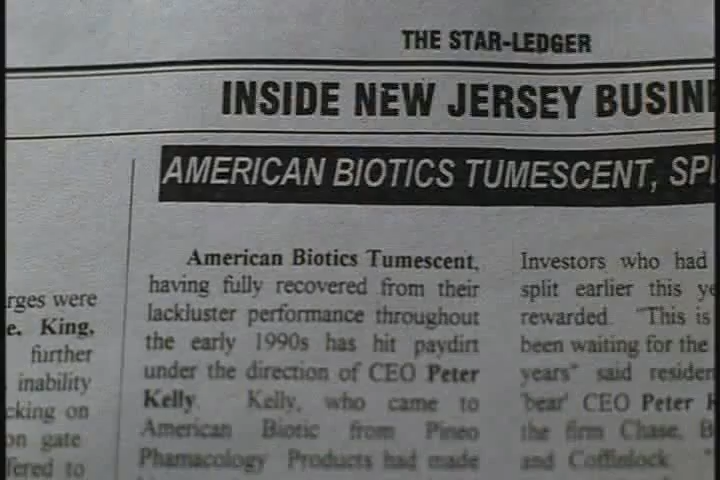 THE STAR-LEDGER
INSIDE NEW JERSEY BUSIN
AMERICAN BIOTICS TUMESCENT, SPL
rges were
e. King,
further
inability
cking on
on gate
fered to
American Biotics Tumescent,
having fully recovered from their
lackluster performance throughout
the early 1990s has hit paydirt
under the direction of CEO Peter
Kelly. Kelly, who came to
American Biotic from Pineo
Phamacology Products had made
Investors who had
split earlier this ye
rewarded. "This is
been waiting for the
years" said residen
'bear' CEO Peter K
the firm Chase, B
and Coffinlock. "